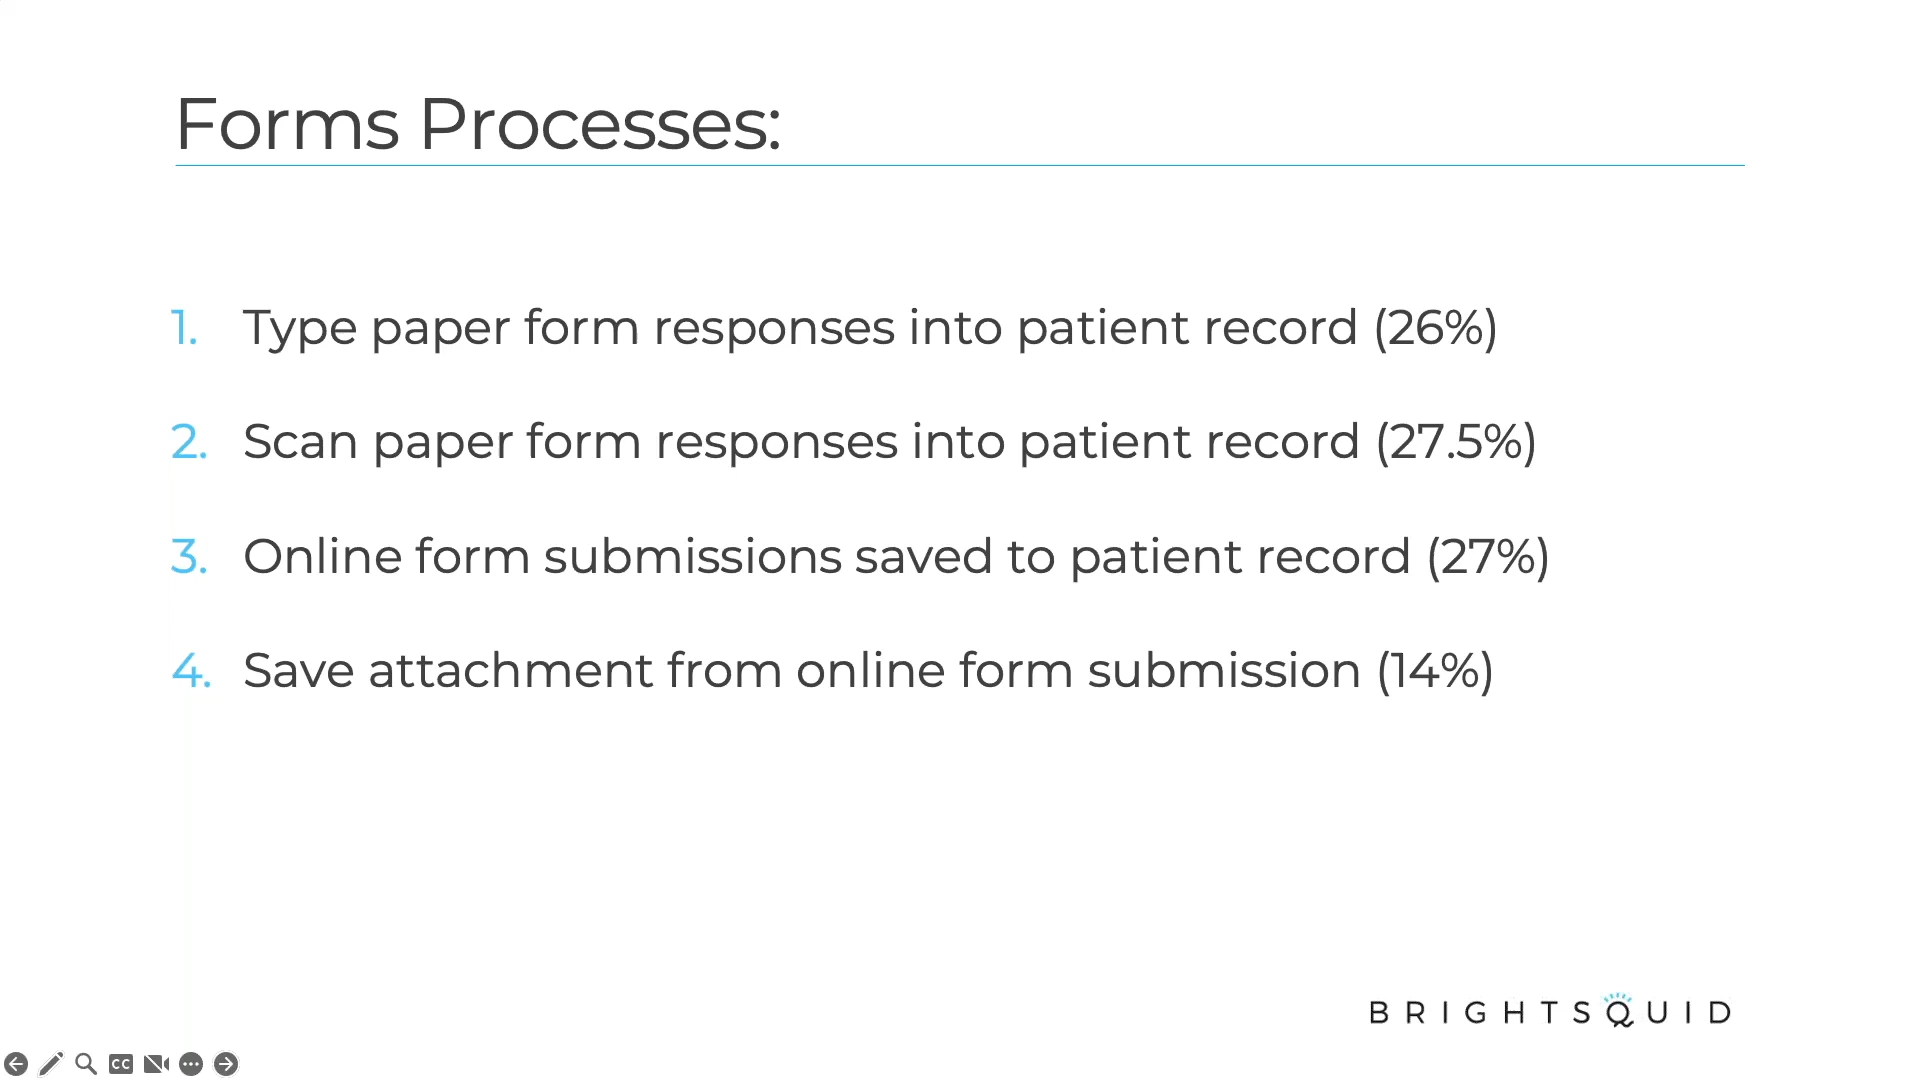 Forms Processes:
1. Type paper form responses into patient record (26%)
2. Scan paper form responses into patient record (27.5%)
3. Online form submissions saved to patient record (27%)
4. Save attachment from online form submission (14%)
BRIGHTSQUID
CC